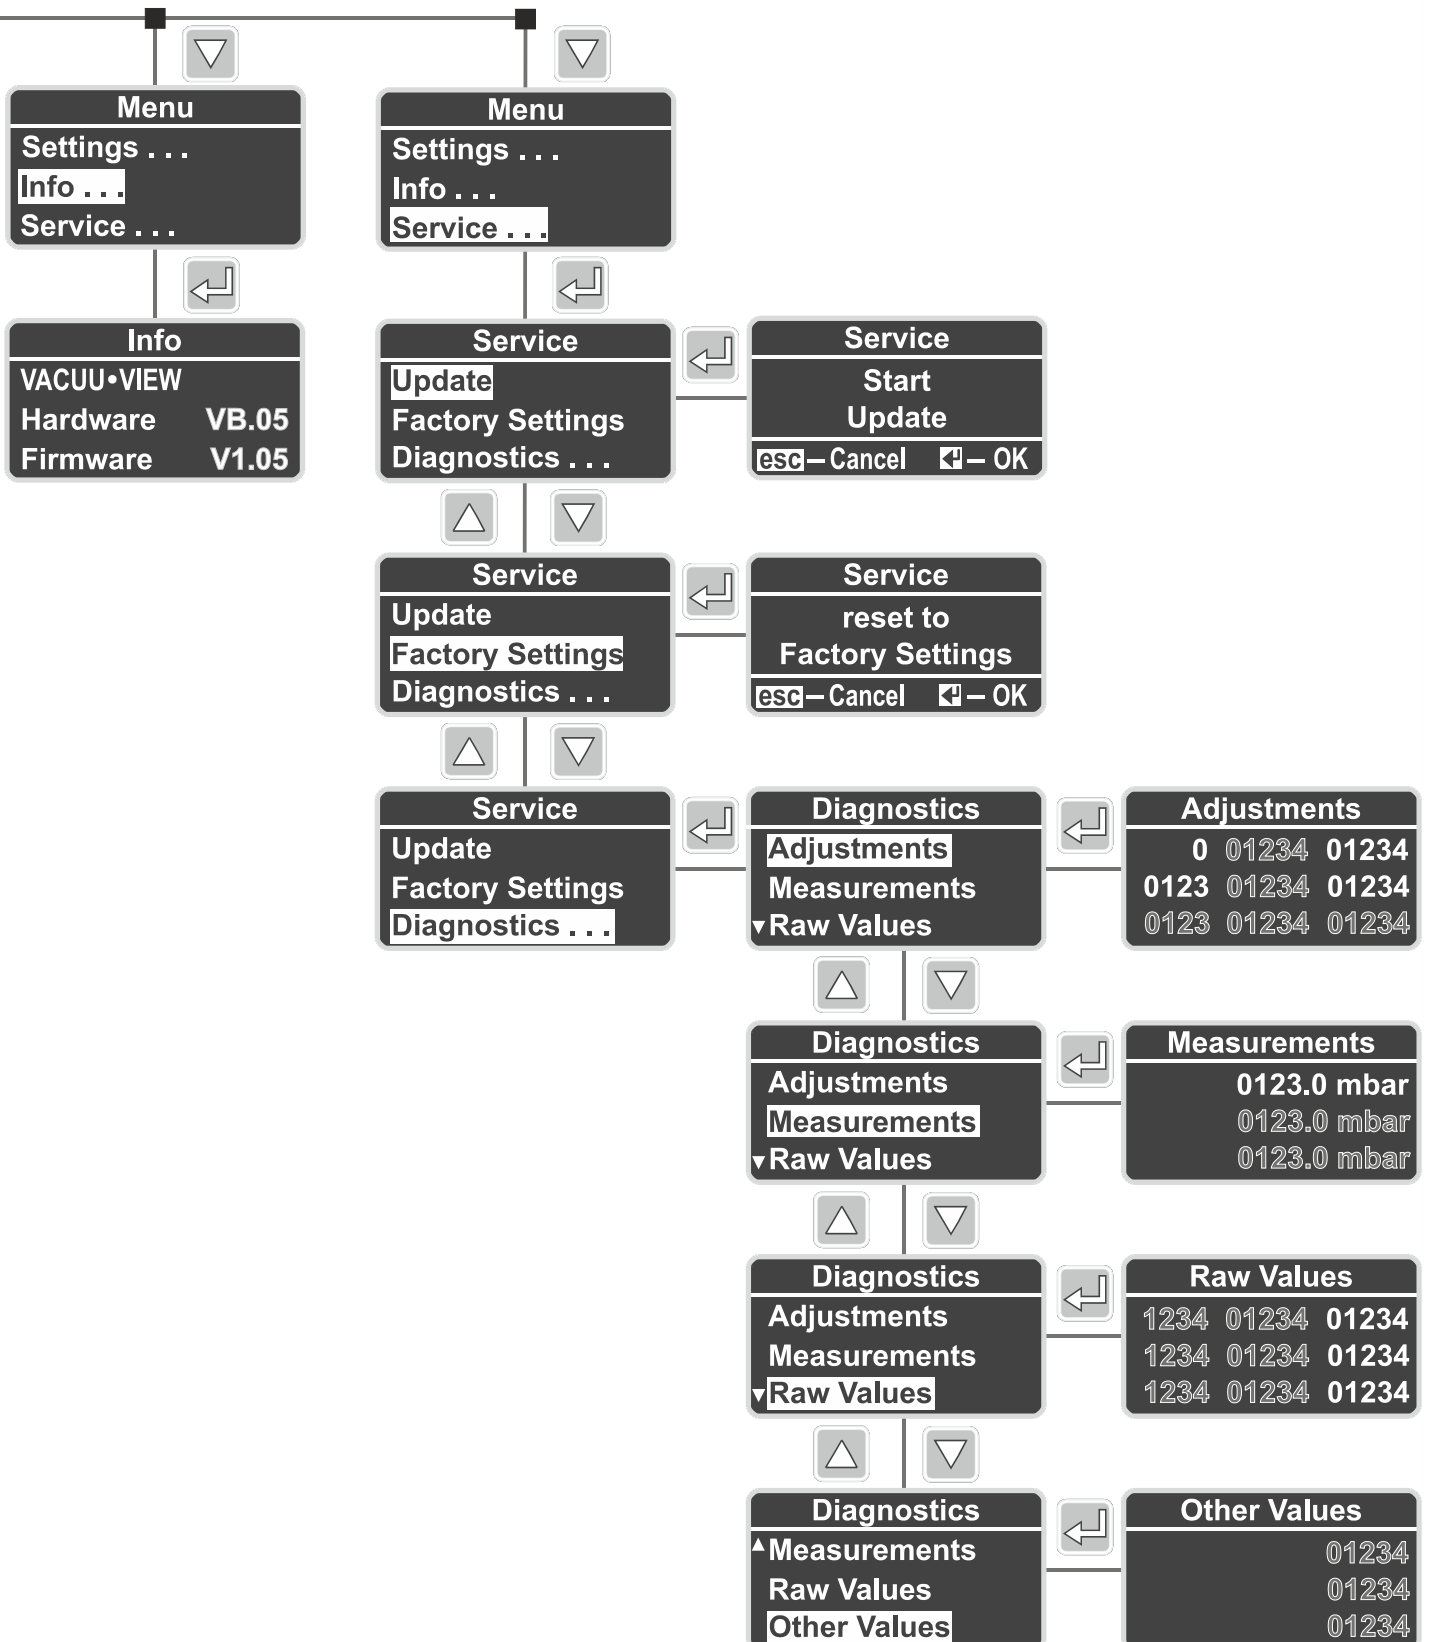 Menu
Settings . . .
Info . . .
Service . . .
Menu
Settings . . .
Info . . .
Service . . .
Info
VACUU•VIEW
Hardware VB.05
Firmware V1.05
Service
Update
Factory Settings
Diagnostics . . .
Service
Start
Update
esc – Cancel – OK
Service
Update
Factory Settings
Diagnostics . . .
Service
reset to
Factory Settings
esc – Cancel – OK
Service
Update
Factory Settings
Diagnostics . . .
Diagnostics
Adjustments
Measurements
▾Raw Values
Adjustments
0 01234 01234
0123 01234 01234
0123 01234 01234
Diagnostics
Adjustments
Measurements
▾Raw Values
Measurements
0123.0 mbar
0123.0 mbar
0123.0 mbar
Diagnostics
Adjustments
Measurements
▾Raw Values
Raw Values
1234 01234 01234
1234 01234 01234
1234 01234 01234
Diagnostics
▴Measurements
Raw Values
Other Values
Other Values
01234
01234
01234